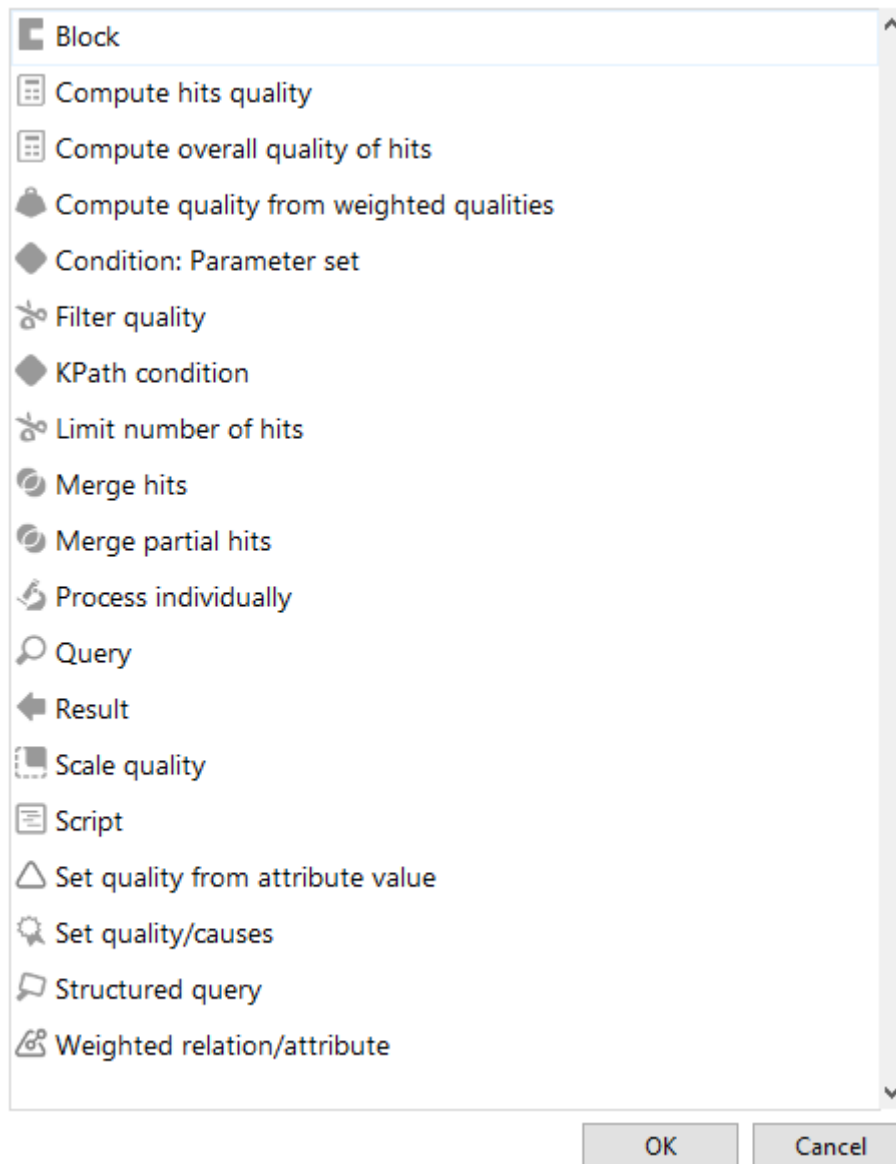 Block
Compute hits quality
Compute overall quality of hits
Compute quality from weighted qualities
Condition: Parameter set
Filter quality
KPath condition
Limit number of hits
Merge hits
Merge partial hits
Process individually
Query
Result
Scale quality
Script
Set quality from attribute value
Set quality/causes
Structured query
Weighted relation/attribute
OK Cancel